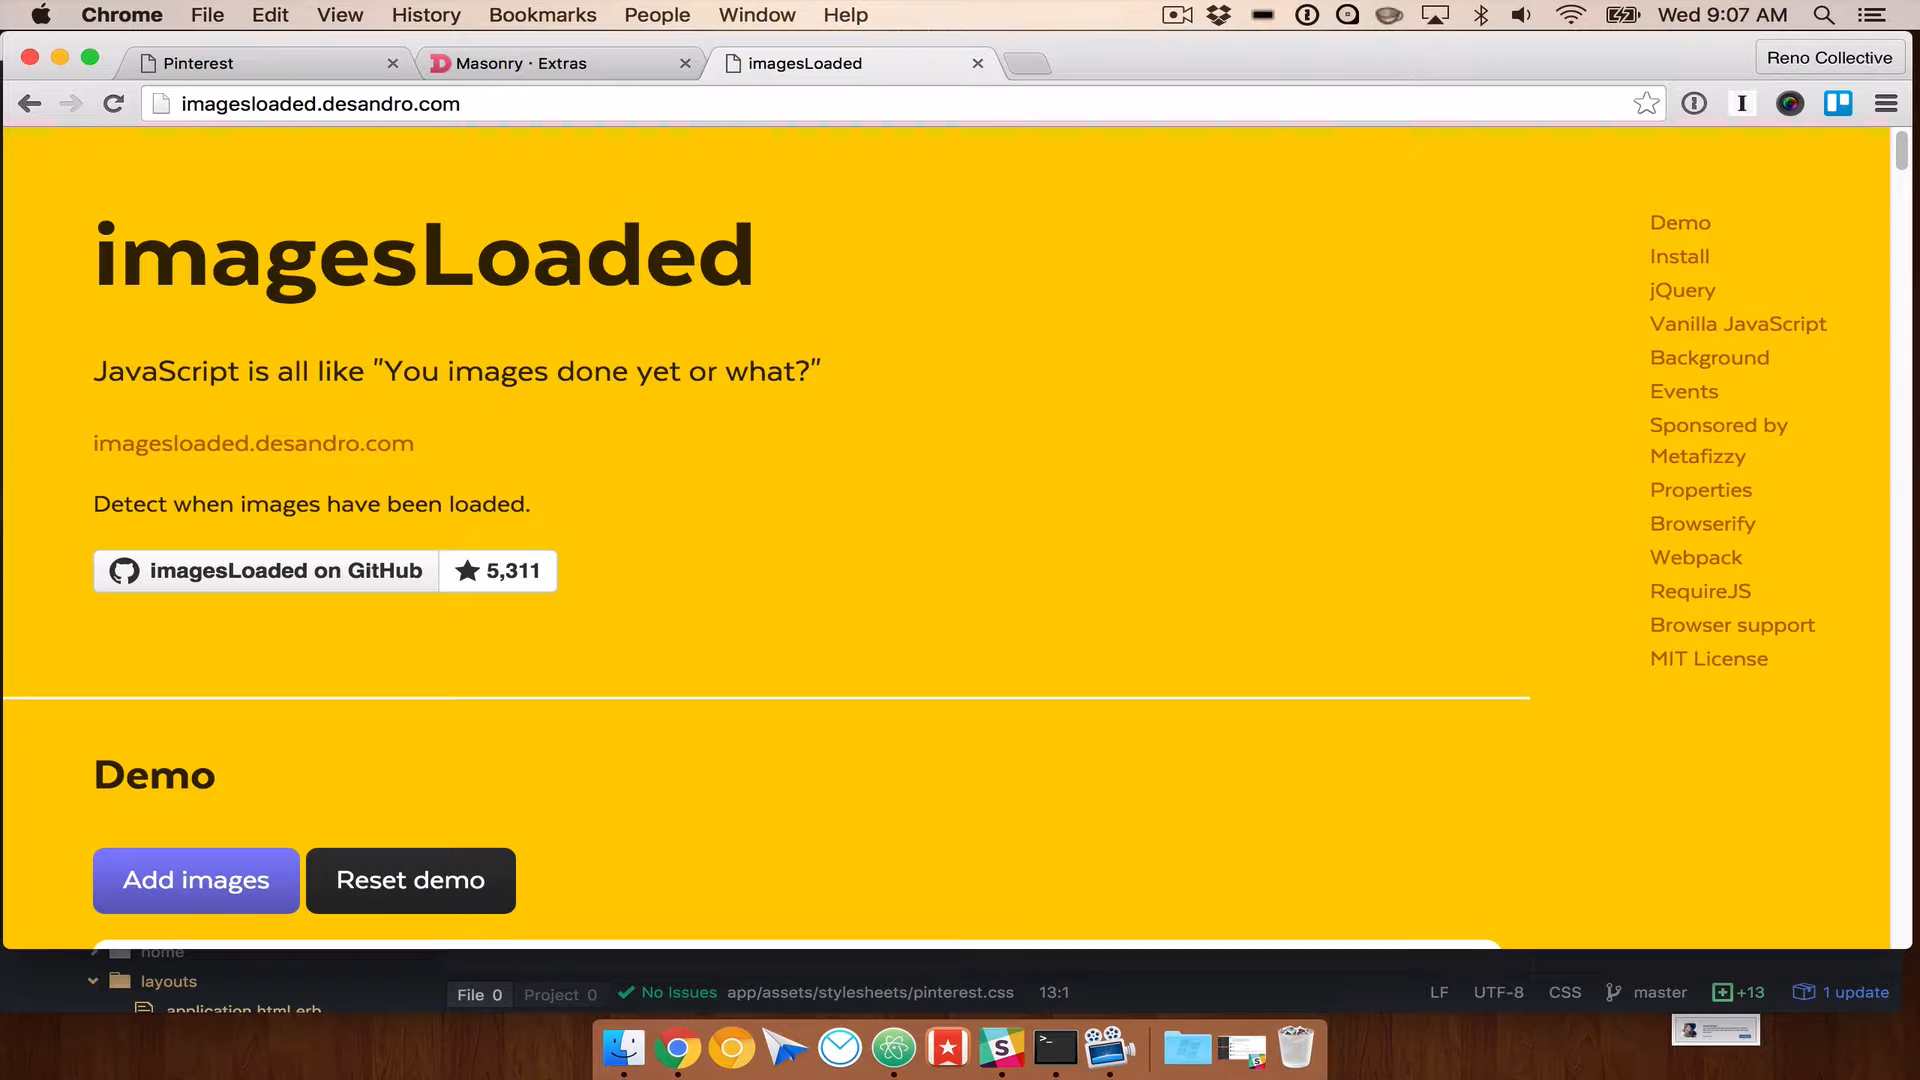 Chrome File Edit View History Bookmarks People Window Help Wed 9:07 AM
Pinterest Masonry · Extras imagesLoaded Reno Collective
imagesloaded.desandro.com
imagesLoaded
JavaScript is all like "You images done yet or what?"
imagesloaded.desandro.com
Detect when images have been loaded.
imagesLoaded on GitHub 5,311
Demo
Install
jQuery
Vanilla JavaScript
Background
Events
Sponsored by
Metafizzy
Properties
Browserify
Webpack
RequireJS
Browser support
MIT License
Demo
Add images Reset demo
home
layouts
application.html.erb
File 0 Project 0 No Issues app/assets/stylesheets/pinterest.css 13:1 LF UTF-8 CSS master +13 1 update